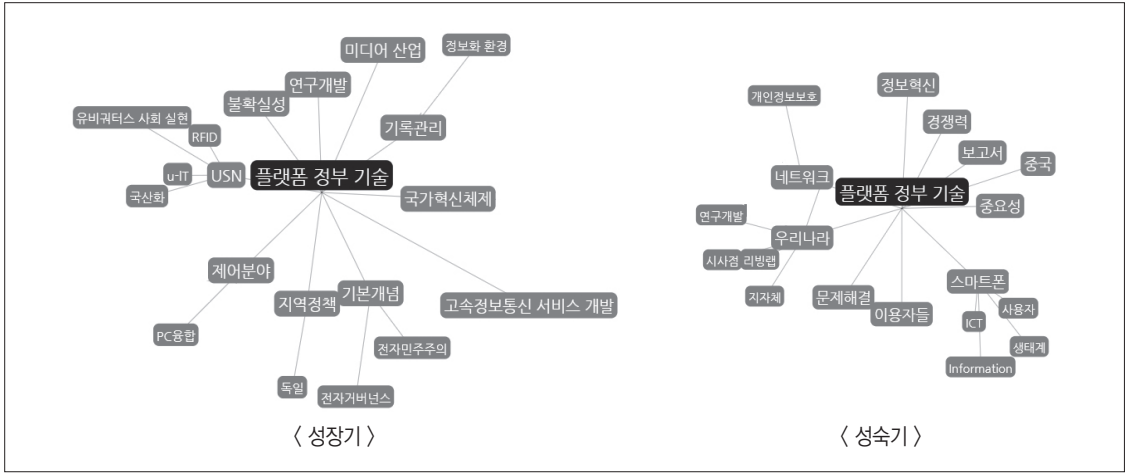 미디어 산업
정보화 환경
연구개발
불확실성
기록관리
유비쿼터스 사회 실현
RFID
u-IT
USN
플랫폼 정부 기술
국산화
국가혁신체제
제어분야
지역정책
기본개념
고속정보통신 서비스 개발
PC융합
전자민주주의
독일
전자거버넌스
〈 성장기 〉
정보혁신
개인정보보호
경쟁력
보고서
중국
네트워크
플랫폼 정부 기술
중요성
연구개발
우리나라
시사점
리빙랩
지자체
문제해결
이용자들
스마트폰
사용자
ICT
생태계
Information
〈 성숙기 〉